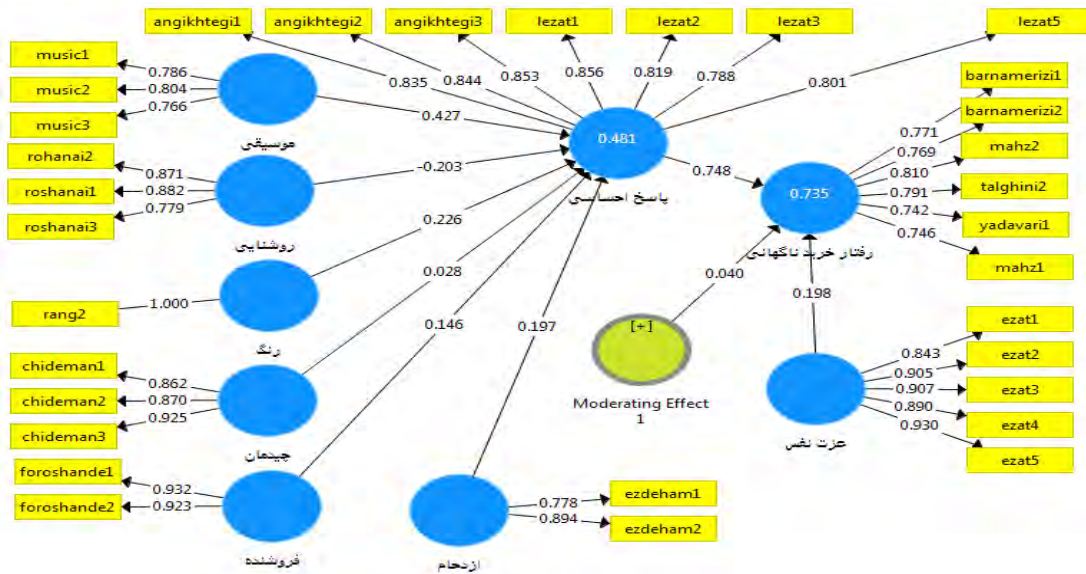 angikhtegi1
angikhtegi2
angikhtegi3
lezat1
lezat2
lezat3
lezat5
music1
music2
music3
0.786
0.804
0.766
موسیقی
0.835
0.844
0.853
0.856
0.819
0.788
0.801
0.427
0.481
پاسخ احساسی
rohanai2
roshanai1
roshanai3
0.871
0.882
0.779
روشنایی
-0.203
0.748
barnamerizi1
barnamerizi2
mahz2
talghini2
yadavari1
mahz1
0.771
0.769
0.810
0.791
0.742
0.746
0.735
رفتار خرید ناگهانی
rang2
1.000
رنگ
0.226
0.028
0.146
0.197
0.040
0.198
[+]
Moderating Effect
1
chideman1
chideman2
chideman3
0.862
0.870
0.925
چیدمان
ezat1
ezat2
ezat3
ezat4
ezat5
0.843
0.905
0.907
0.890
0.930
عزت نفس
foroshande1
foroshande2
0.932
0.923
فروشنده
ezdeham1
ezdeham2
0.778
0.894
ازدحام